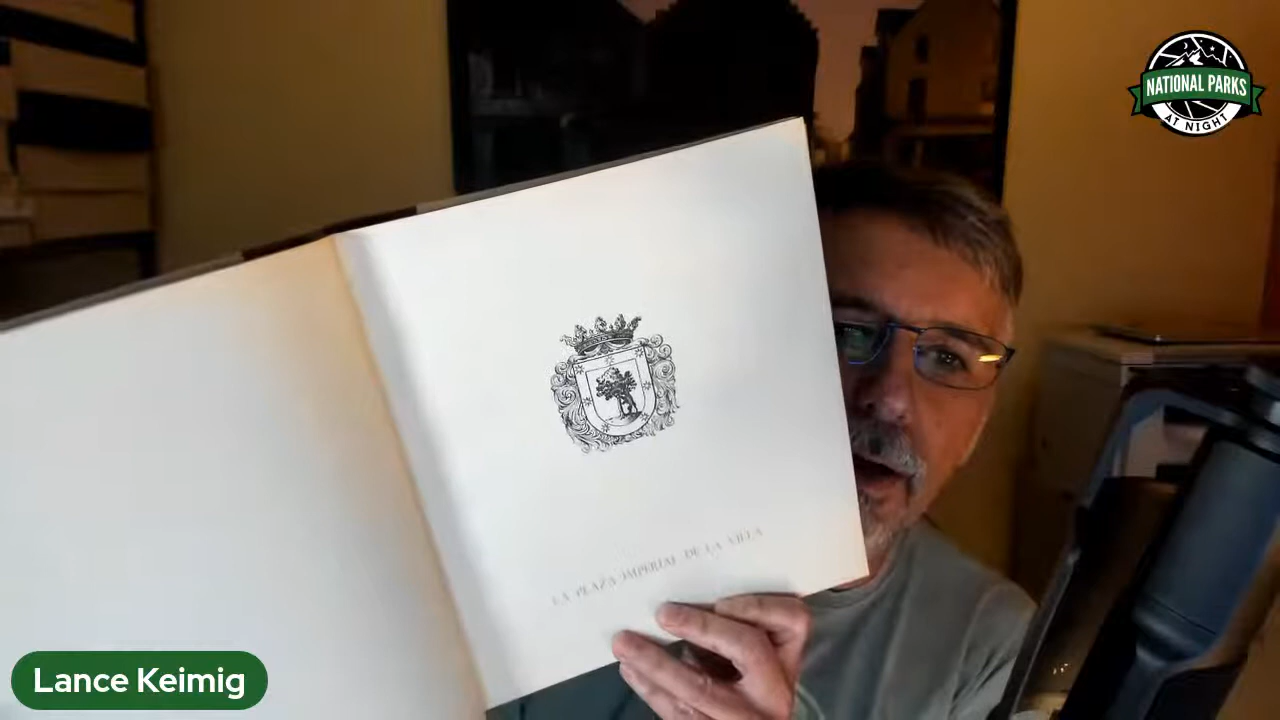 NATIONAL PARKS
AT NIGHT
LA PLAZA IMPERIAL DE LA VILLA
Lance Keimig